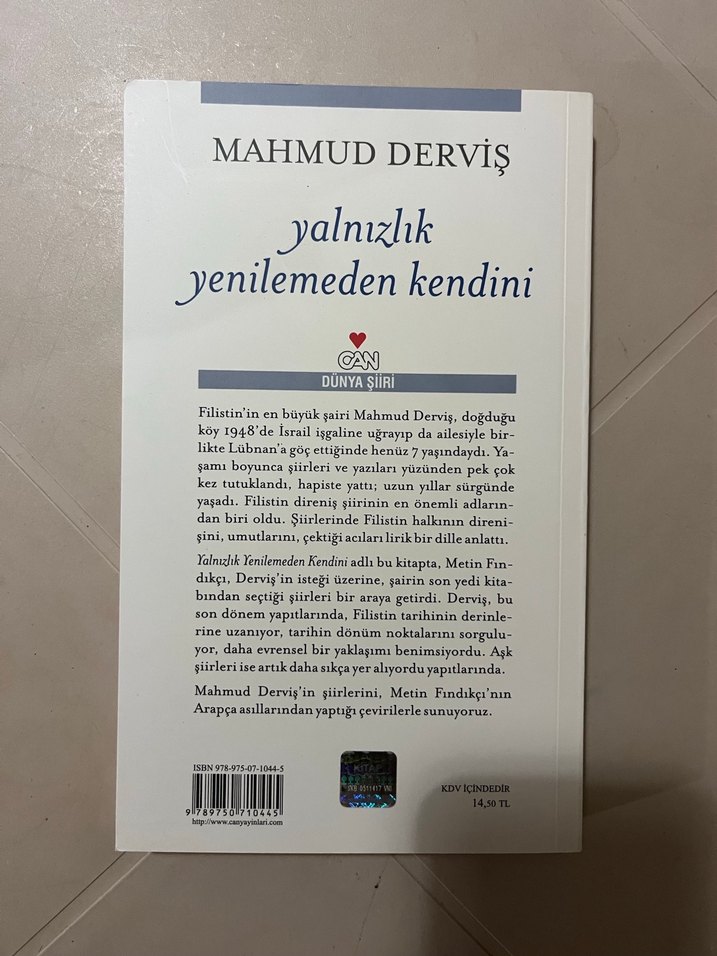 MAHMUD DERVİŞ
yalnızlık
yenilemeden kendini
CAN
DÜNYA ŞİİRİ
Filistin'in en büyük şairi Mahmud Derviş, doğduğu
köy 1948'de İsrail işgaline uğrayıp da ailesiyle bir-
likte Lübnan'a göç ettiğinde henüz 7 yaşındaydı. Ya-
şamı boyunca şiirleri ve yazıları yüzünden pek çok
kez tutuklandı, hapiste yattı; uzun yıllar sürgünde
yaşadı. Filistin direniş şiirinin en önemli adların-
dan biri oldu. Şiirlerinde Filistin halkının direni-
şini, umutlarını, çektiği acıları lirik bir dille anlattı.
Yalnızlık Yenilemeden Kendini adlı bu kitapta, Metin Fın-
dıkçı, Derviş'in isteği üzerine, şairin son yedi kita-
bından seçtiği şiirleri bir araya getirdi. Derviş, bu
son dönem yapıtlarında, Filistin tarihinin derinle-
rine uzanıyor, tarihin dönüm noktalarını sorgulu-
yor, daha evrensel bir yaklaşımı benimsiyordu. Aşk
şiirleri ise artık daha sıkça yer alıyordu yapıtlarında.
Mahmud Derviş'in şiirlerini, Metin Fındıkçı'nın
Arapça asıllarından yaptığı çevirilerle sunuyoruz.
ISBN 978-975-07-1044-5
9 789750 710445
http://www.canyayinlari.com
KİTAP
SKB 0511417 VNI
KDV İÇİNDEDİR
14,50 TL